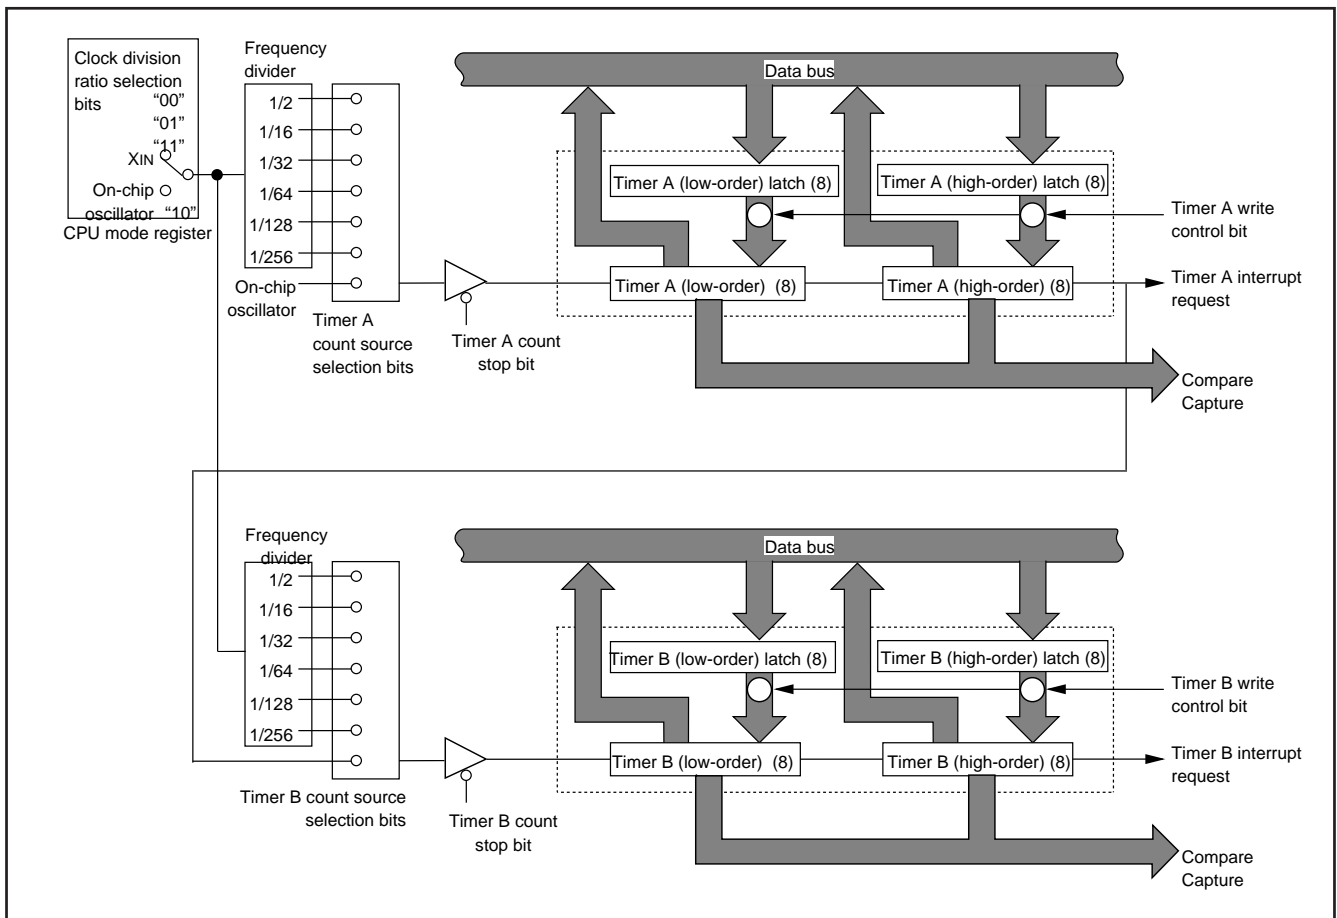 Clock division
ratio selection
bits
“00”
“01”
“11”
XIN
On-chip
oscillator “10”
CPU mode register
Frequency
divider
1/2
1/16
1/32
1/64
1/128
1/256
On-chip
oscillator
Timer A
count source
selection bits
Timer A count
stop bit
Data bus
Timer A (low-order) latch (8)
Timer A (high-order) latch (8)
Timer A write
control bit
Timer A (low-order) (8)
Timer A (high-order) (8)
Timer A interrupt
request
Compare
Capture
Frequency
divider
1/2
1/16
1/32
1/64
1/128
1/256
Timer B count source
selection bits
Timer B count
stop bit
Data bus
Timer B (low-order) latch (8)
Timer B (high-order) latch (8)
Timer B write
control bit
Timer B (low-order) (8)
Timer B (high-order) (8)
Timer B interrupt
request
Compare
Capture